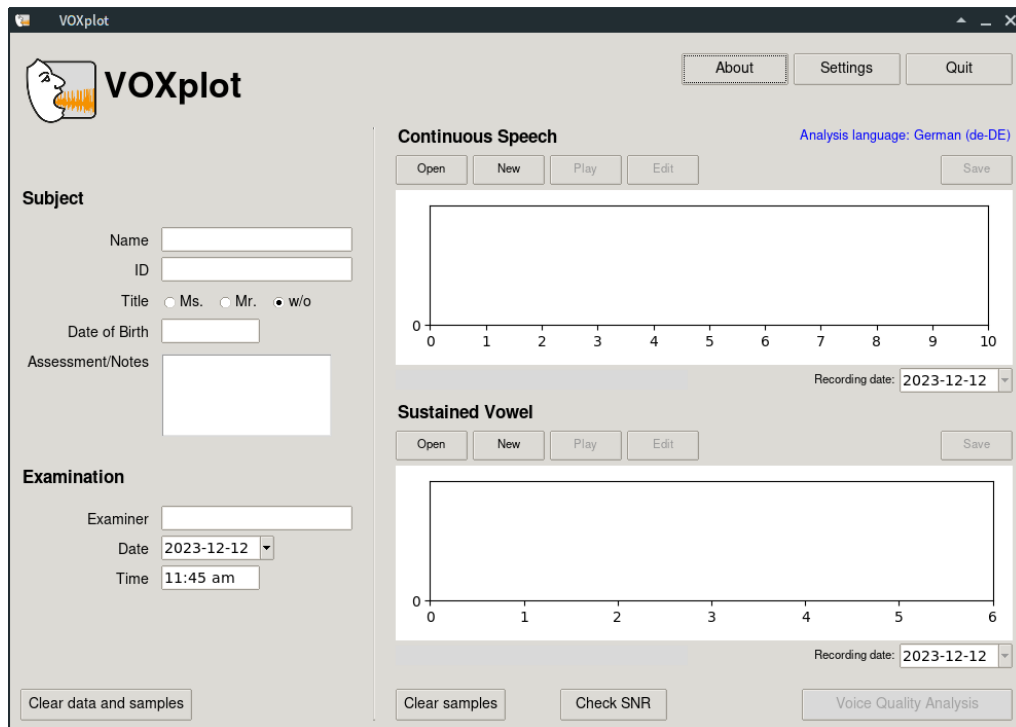 VOXplot
VOXplot
About Settings Quit
Continuous Speech
Analysis language: German (de-DE)
Open New Play Edit Save
0
0 1 2 3 4 5 6 7 8 9 10
Recording date: 2023-12-12
Subject
Name
ID
Title Ms. Mr. w/o
Date of Birth
Assessment/Notes
Sustained Vowel
Open New Play Edit Save
0
0 1 2 3 4 5 6
Recording date: 2023-12-12
Examination
Examiner
Date 2023-12-12
Time 11:45 am
Clear data and samples
Clear samples Check SNR Voice Quality Analysis